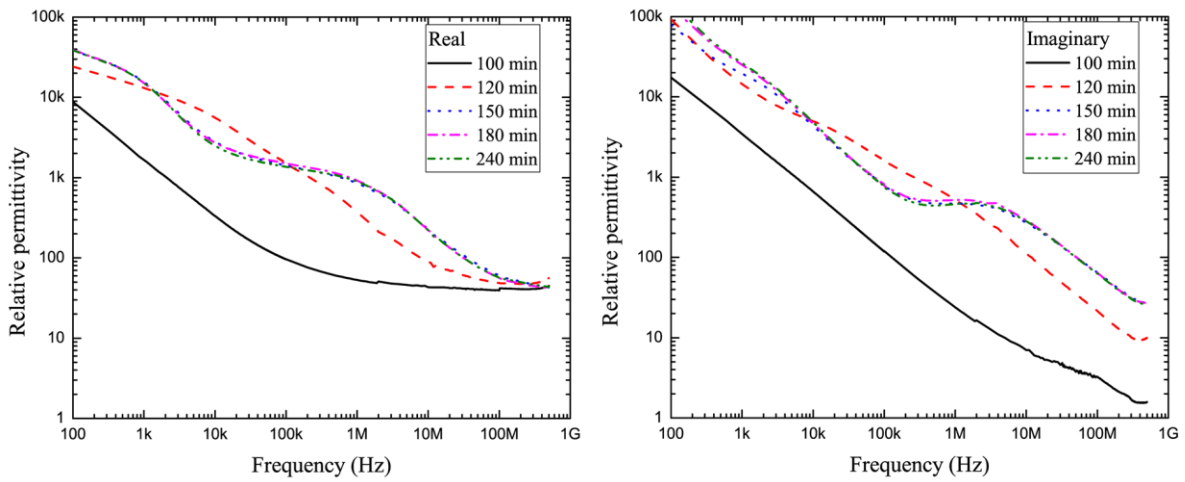 100k
10k
1k
100
10
1
Relative permittivity
Real
100 min
120 min
150 min
180 min
240 min
100 1k 10k 100k 1M 10M 100M 1G
Frequency (Hz)
100k
10k
1k
100
10
1
Relative permittivity
Imaginary
100 min
120 min
150 min
180 min
240 min
100 1k 10k 100k 1M 10M 100M 1G
Frequency (Hz)